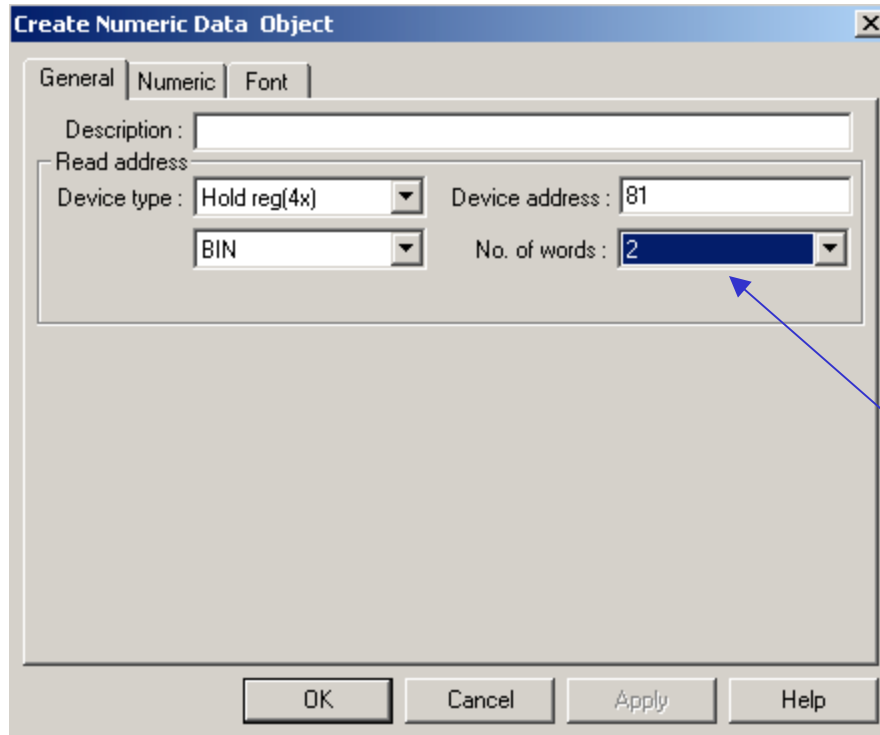 Create Numeric Data Object
General Numeric Font
Description :
Read address
Device type : Hold reg(4x) Device address : 81
BIN No. of words : 2
OK Cancel Apply Help